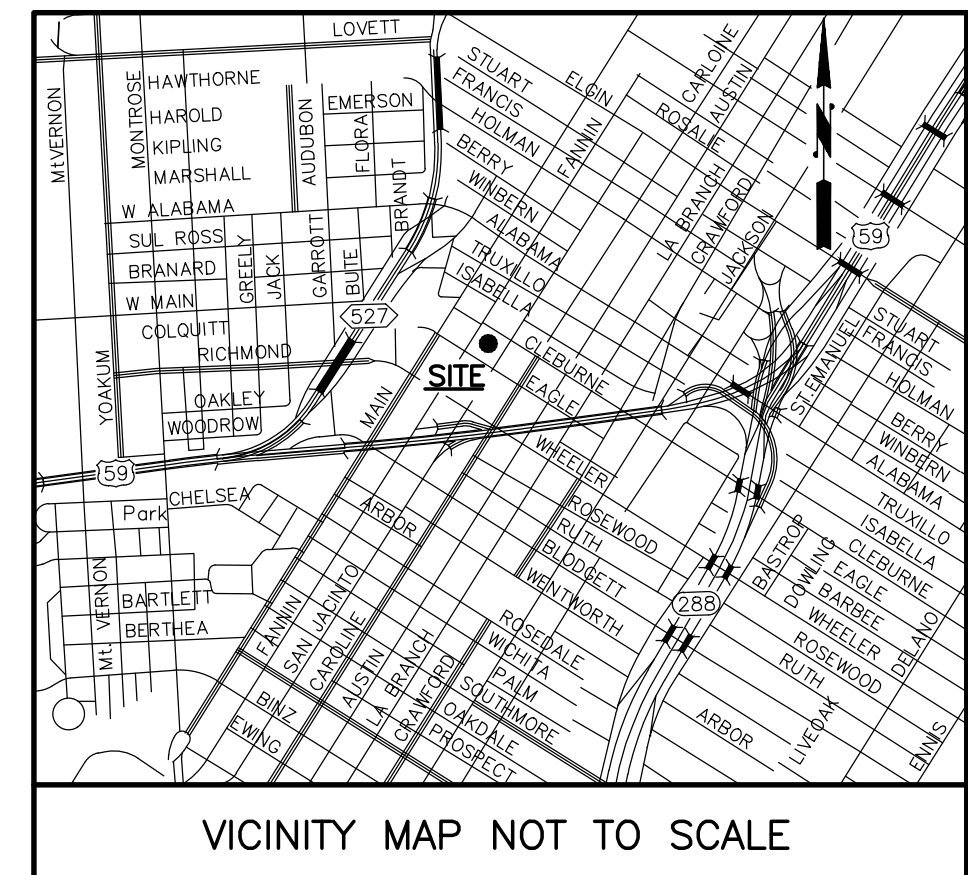 LOVETT
MtVERNON
MONTROSE
HAWTHORNE
HAROLD
KIPLING
MARSHALL
W ALABAMA
SUL ROSS
BRANARD
W MAIN
COLQUITT
RICHMOND
OAKLEY
WOODROW
YOAKUM
GREELY
JACK
AUDUBON
GARROTT
EMERSON
FLORA
BUTE
BRANDT
527
59
STUART
FRANCIS
HOLMAN
BERRY
WINBERN
ALABAMA
TRUXILLO
ISABELLA
ELGIN
FANNIN
ROSALIE
CARLOINE
AUSTIN
LA BRANCH
CRAWFORD
JACKSON
N
59
SITE
MAIN
CLEBURNE
EAGLE
WHEELER
ROSEWOOD
RUTH
BLODGETT
WENTWORTH
ARBOR
CHELSEA
Park
Mt. VERNON
BARTLETT
BERTHEA
FANNIN
SAN JACINTO
CAROLINE
AUSTIN
LA BRANCH
CRAWFORD
BINZ
EWING
ROSEDALE
WICHITA
PALM
SOUTHMORE
OAKDALE
PROSPECT
288
ST.EMANUEL
STUART
FRANCIS
HOLMAN
BERRY
WINBERN
ALABAMA
TRUXILLO
ISABELLA
CLEBURNE
EAGLE
BARBEE
WHEELER
ROSEWOOD
RUTH
BASTROP
DOWLING
DELANO
ARBOR
LIVEOAK
ENNIS
VICINITY MAP NOT TO SCALE